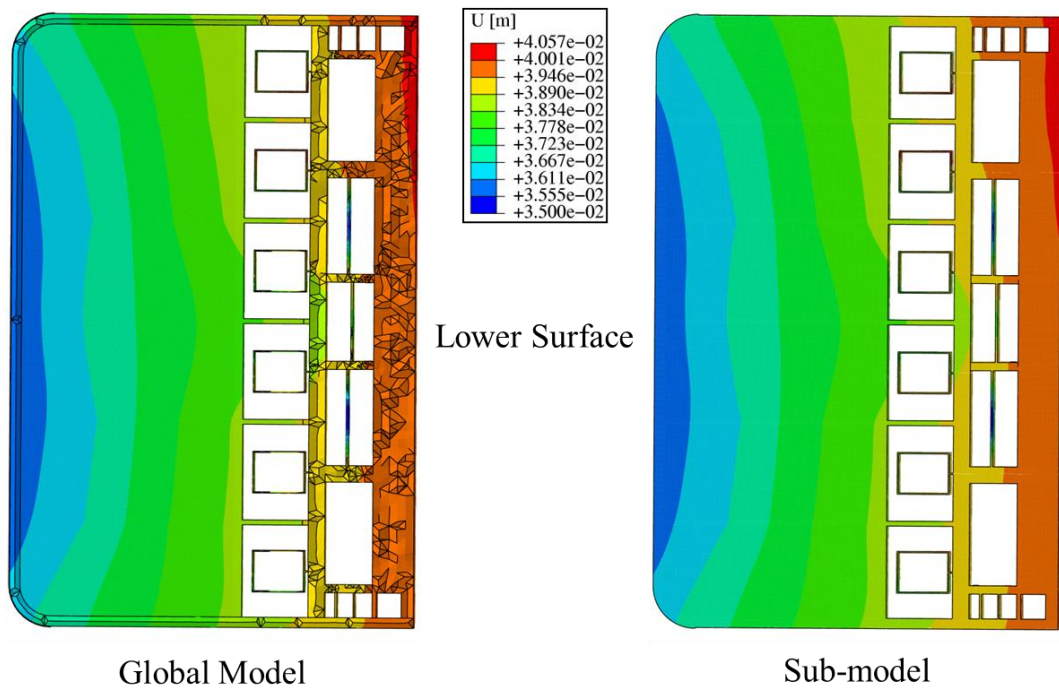 U [m]
+4.057e−02
+4.001e−02
+3.946e−02
+3.890e−02
+3.834e−02
+3.778e−02
+3.723e−02
+3.667e−02
+3.611e−02
+3.555e−02
+3.500e−02
Lower Surface
Global Model
Sub-model